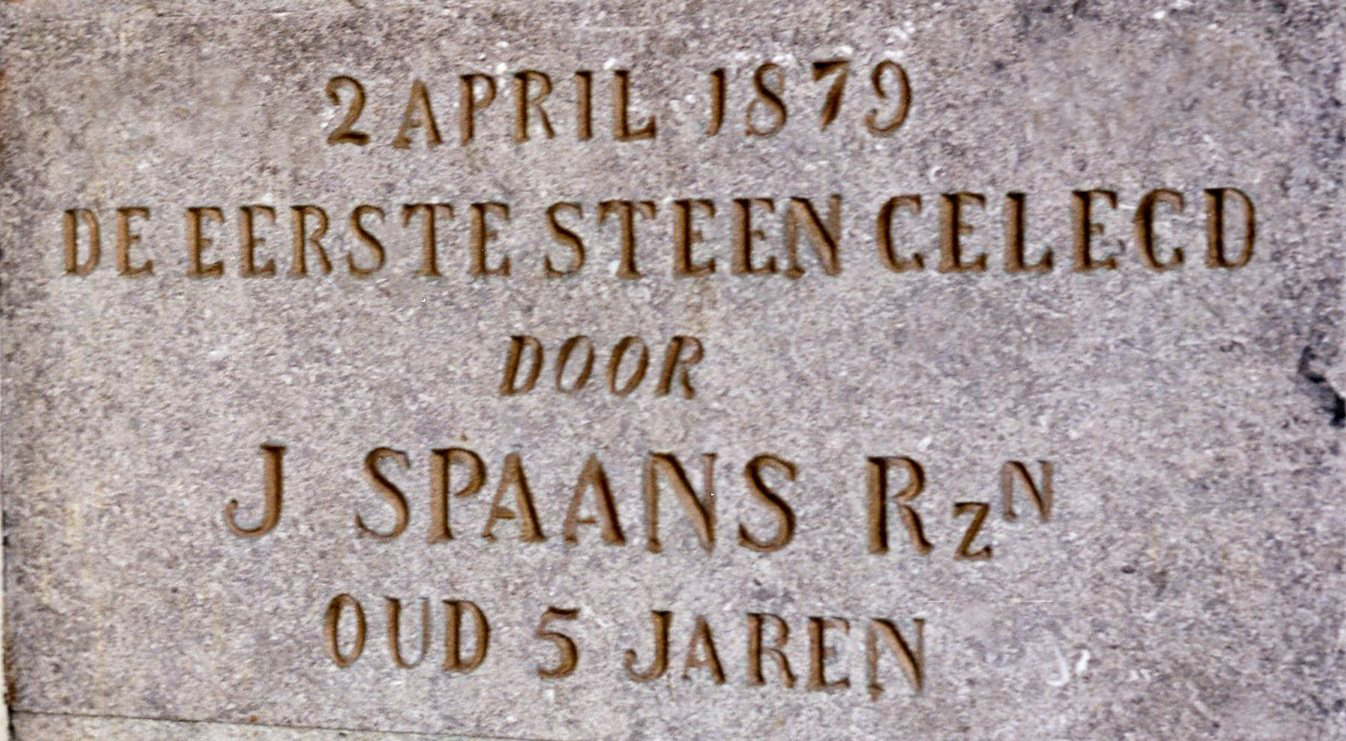 2 APRIL 1879
DE EERSTE STEEN GELEGD
DOOR
J SPAANS RzN
OUD 5 JAREN